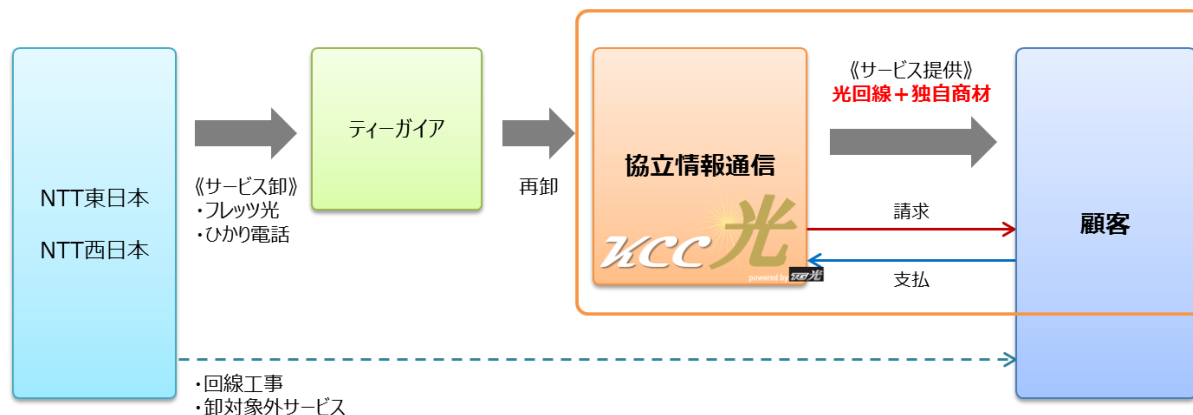 NTT東日本
NTT西日本
《サービス卸》
・フレッツ光
・ひかり電話
ティーガイア
再卸
協立情報通信
KCC光
powered by TG光
《サービス提供》
光回線+独自商材
請求
支払
顧客
・回線工事
・卸対象外サービス